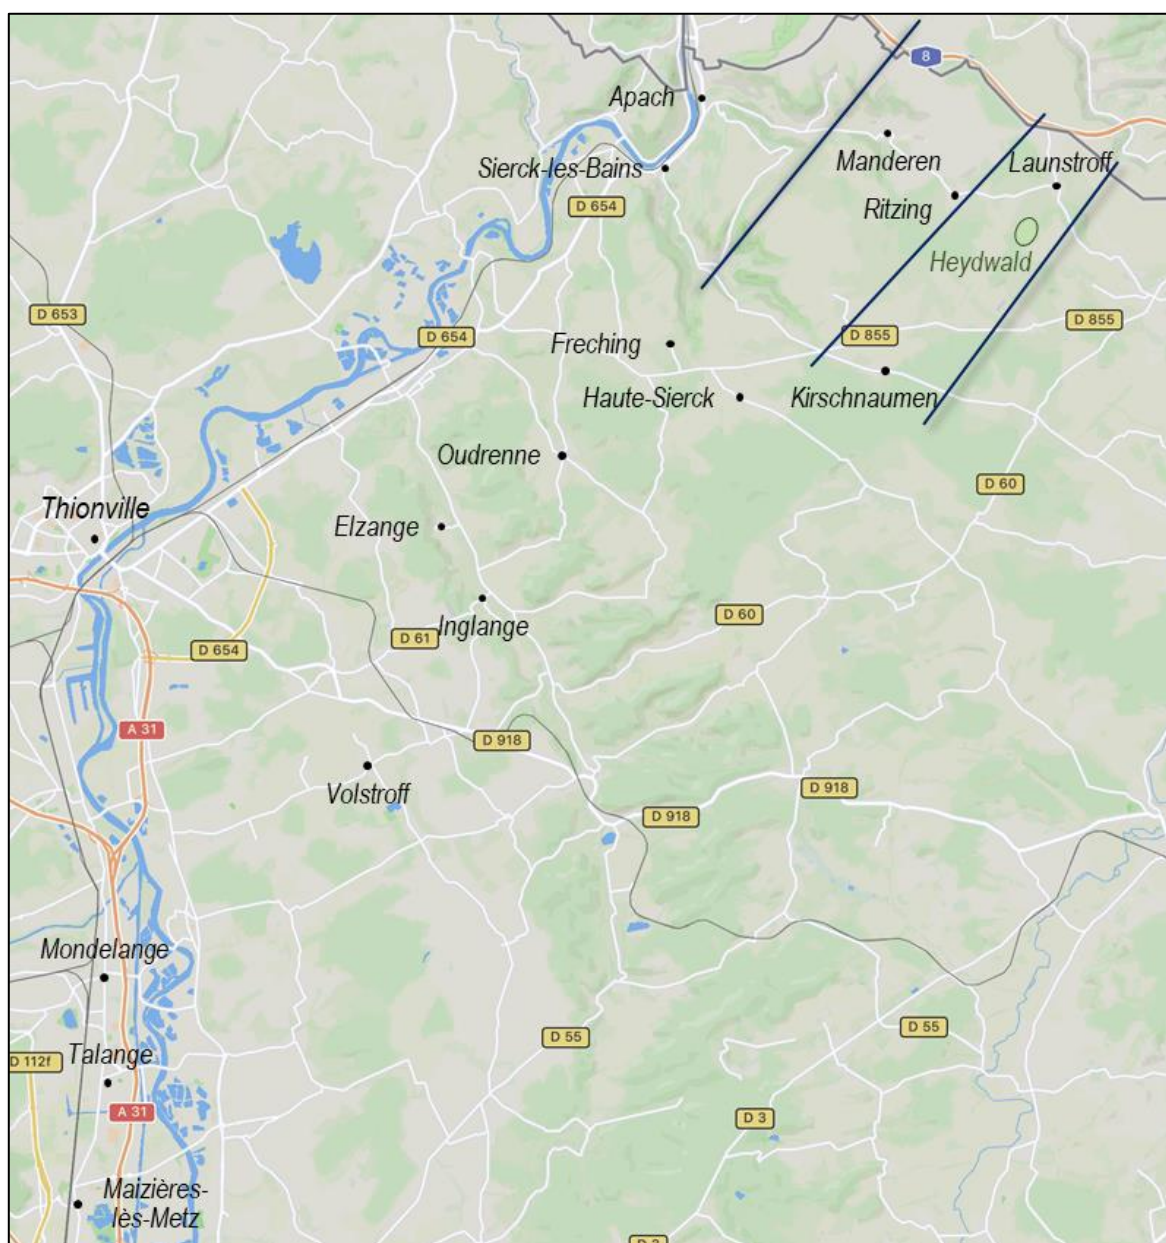 8
Apach
Manderen
Launstroff
Sierck-les-Bains
D 654
Ritzing
Heydwald
D 653
D 654
Freching
D 855
D 855
Haute-Sierck
Kirschnaumen
Oudrenne
D 60
Thionville
Elzange
Inglange
D 60
D 61
D 654
A 31
D 918
Volstroff
D 918
D 918
Mondelange
D 55
D 55
D 112f
Talange
A 31
D 3
Maizières-
lès-Metz
D 3